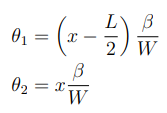 θ₁ = (x − L/2) β/W
θ₂ = x β/W